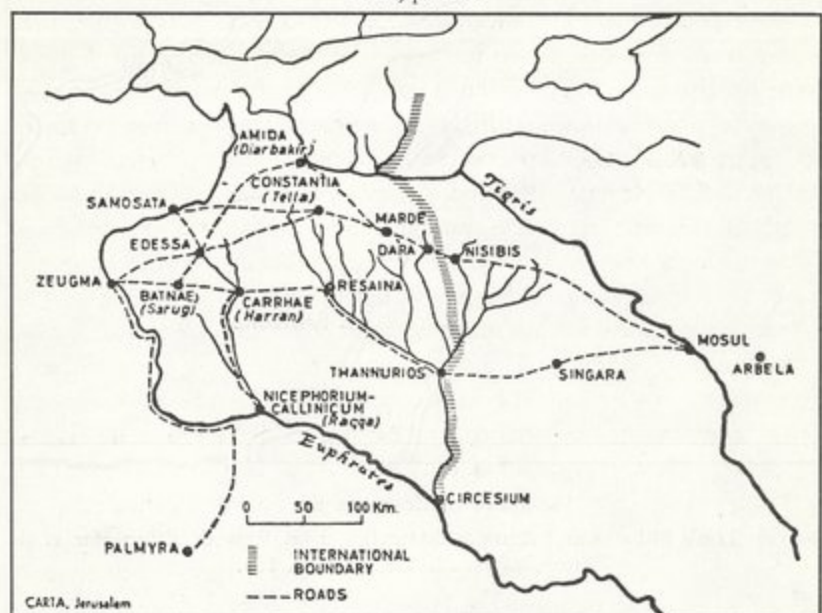 AMIDA
(Diarbakir)
CONSTANTIA
(Tella)
SAMOSATA
MARDE
EDESSA
DARA
NISIBIS
Tigris
ZEUGMA
BATNAE
(Sarug)
CARRHAE
(Harran)
RESAINA
MOSUL
ARBELA
THANNURIOS
SINGARA
NICEPHORIUM-
CALLINICUM
(Raqqa)
Euphrates
CIRCESIUM
0 50 100 Km.
PALMYRA
INTERNATIONAL
BOUNDARY
ROADS
CARTA, Jerusalem